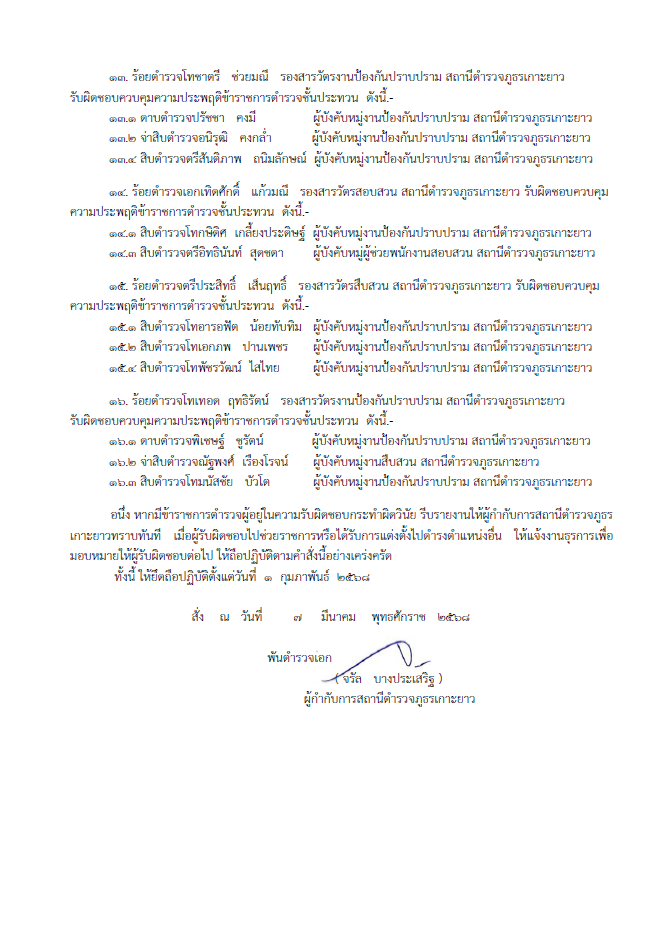 ๑๓. ร้อยตำรวจโทชาตรี ช่วยมณี รองสารวัตรงานป้องกันปราบปราม สถานีตำรวจภูธรเกาะยาว
รับผิดชอบควบคุมความประพฤติข้าราชการตำรวจชั้นประทวน ดังนี้.-
๑๓.๑ ดาบตำรวจปรัชชา คงมี ผู้บังคับหมู่งานป้องกันปราบปราม สถานีตำรวจภูธรเกาะยาว
๑๓.๒ จ่าสิบตำรวจอนิรุฒิ คงกล่ำ ผู้บังคับหมู่งานป้องกันปราบปราม สถานีตำรวจภูธรเกาะยาว
๑๓.๔ สิบตำรวจตรีสันติภาพ ถนิมลักษณ์ ผู้บังคับหมู่งานป้องกันปราบปราม สถานีตำรวจภูธรเกาะยาว
๑๔. ร้อยตำรวจเอกเทิดศักดิ์ แก้วมณี รองสารวัตรสอบสวน สถานีตำรวจภูธรเกาะยาว รับผิดชอบควบคุม
ความประพฤติข้าราชการตำรวจชั้นประทวน ดังนี้.-
๑๔.๑ สิบตำรวจโทกษิดิศ เกลี้ยงประดิษฐ์ ผู้บังคับหมู่งานป้องกันปราบปราม สถานีตำรวจภูธรเกาะยาว
๑๔.๓ สิบตำรวจตรีอิทธินันท์ สุดชดา ผู้บังคับหมู่ผู้ช่วยพนักงานสอบสวน สถานีตำรวจภูธรเกาะยาว
๑๕. ร้อยตำรวจตรีประสิทธิ์ เส็นฤทธิ์ รองสารวัตรสืบสวน สถานีตำรวจภูธรเกาะยาว รับผิดชอบควบคุม
ความประพฤติข้าราชการตำรวจชั้นประทวน ดังนี้.-
๑๕.๑ สิบตำรวจโทอารอฟัต น้อยทับทิม ผู้บังคับหมู่งานป้องกันปราบปราม สถานีตำรวจภูธรเกาะยาว
๑๕.๒ สิบตำรวจโทเอกภพ ปานเพชร ผู้บังคับหมู่งานป้องกันปราบปราม สถานีตำรวจภูธรเกาะยาว
๑๕.๔ สิบตำรวจโทพัชรวัฒน์ ไสไทย ผู้บังคับหมู่งานป้องกันปราบปราม สถานีตำรวจภูธรเกาะยาว
๑๖. ร้อยตำรวจโทเทอด ฤทธิรัตน์ รองสารวัตรงานป้องกันปราบปราม สถานีตำรวจภูธรเกาะยาว
รับผิดชอบควบคุมความประพฤติข้าราชการตำรวจชั้นประทวน ดังนี้.-
๑๖.๑ ดาบตำรวจพิเชษฐ์ ชูรัตน์ ผู้บังคับหมู่งานป้องกันปราบปราม สถานีตำรวจภูธรเกาะยาว
๑๖.๒ จ่าสิบตำรวจณัฐพงศ์ เรืองโรจน์ ผู้บังคับหมู่งานสืบสวน สถานีตำรวจภูธรเกาะยาว
๑๖.๓ สิบตำรวจโทมนัสชัย บัวโต ผู้บังคับหมู่งานป้องกันปราบปราม สถานีตำรวจภูธรเกาะยาว
อนึ่ง หากมีข้าราชการตำรวจผู้อยู่ในความรับผิดชอบกระทำผิดวินัย รีบรายงานให้ผู้กำกับการสถานีตำรวจภูธร
เกาะยาวทราบทันที เมื่อผู้รับผิดชอบไปช่วยราชการหรือได้รับการแต่งตั้งไปดำรงตำแหน่งอื่น ให้แจ้งงานธุรการเพื่อ
มอบหมายให้ผู้รับผิดชอบต่อไป ให้ถือปฏิบัติตามคำสั่งนี้อย่างเคร่งครัด
ทั้งนี้ ให้ยึดถือปฏิบัติตั้งแต่วันที่ ๑ กุมภาพันธ์ ๒๕๖๘
สั่ง ณ วันที่ ๗ มีนาคม พุทธศักราช ๒๕๖๘
พันตำรวจเอก
( จรัล บางประเสริฐ )
ผู้กำกับการสถานีตำรวจภูธรเกาะยาว